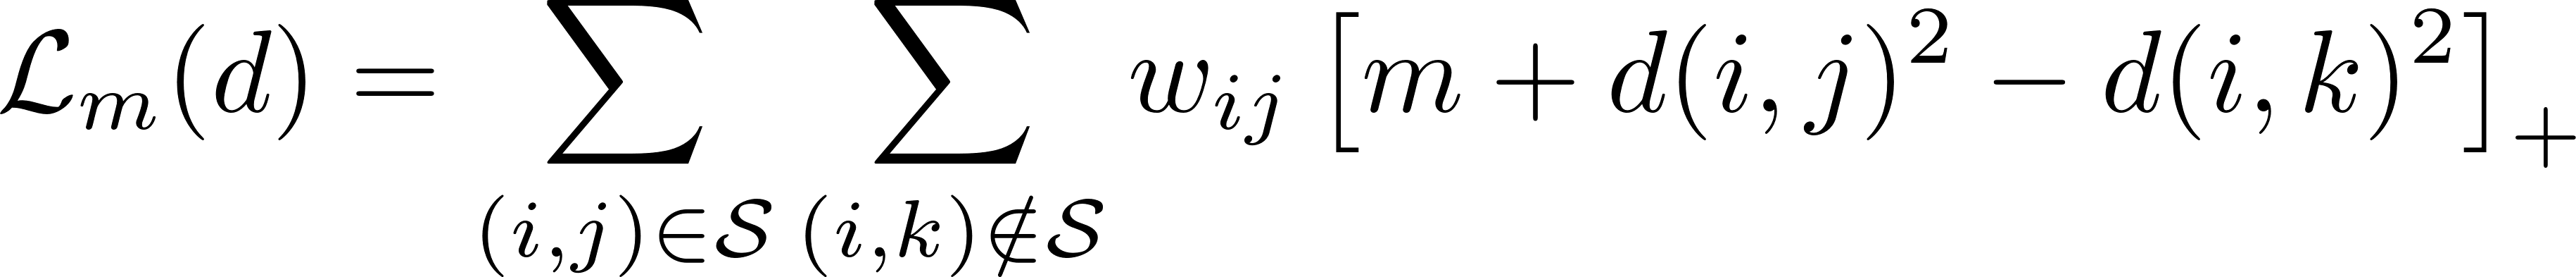 \mathcal{L}_m(d) = \sum_{(i,j)\in\mathcal{S}} \sum_{(i,k)\notin\mathcal{S}} w_{ij} \left[ m + d(i,j)^2 - d(i,k)^2 \right]_+